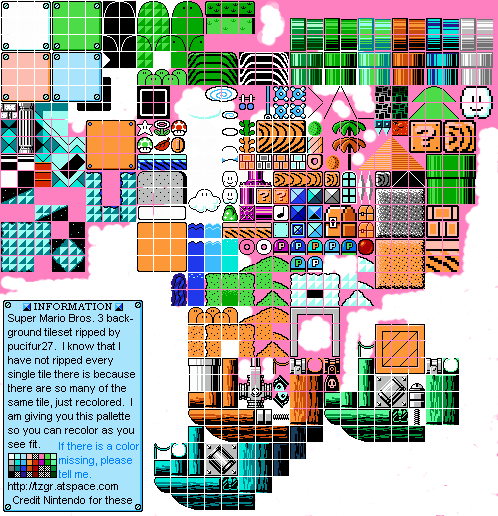 INFORMATION
Super Mario Bros. 3 back-
ground tileset ripped by
pucifur27.  I know that I
have not ripped every
single tile there is because
there are so many of the
same tile, just recolored.  I
am giving you this pallette
so you can recolor as you
see fit.
If there is a color
missing, please
tell me.
http://tzgr.atspace.com
Credit Nintendo for these
? ?
P P P P